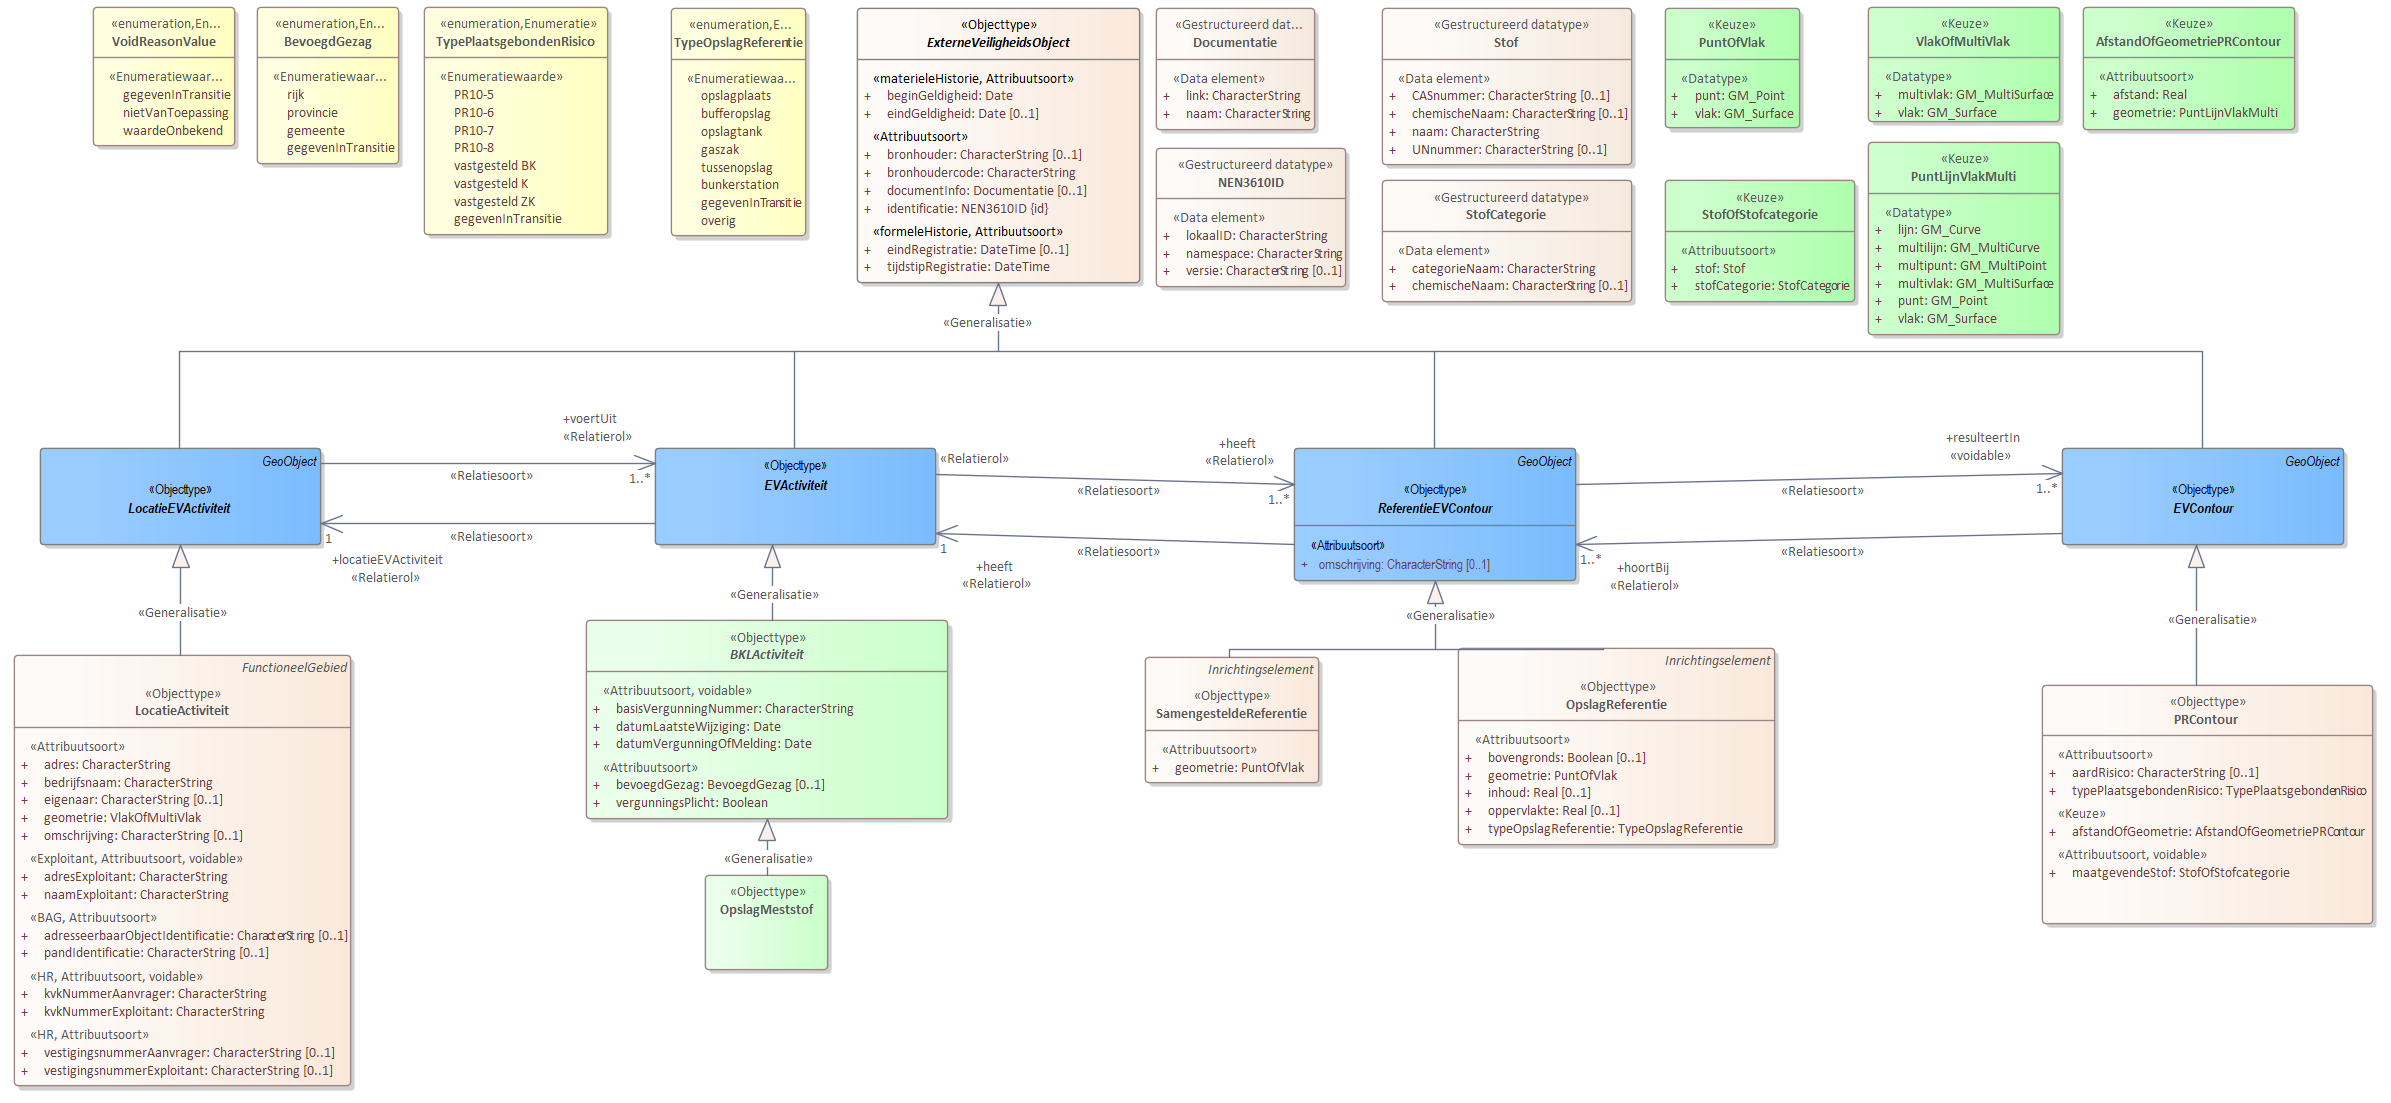 «enumeration,En...
VoidReasonValue
«Enumeratiewaar...
gegevenInTransitie
nietVanToepassing
waardeOnbekend
«enumeration,En...
BevoegdGezag
«Enumeratiewaar...
rijk
provincie
gemeente
gegevenInTransitie
«enumeration,Enumeratie»
TypePlaatsgebondenRisico
«Enumeratiewaarde»
PR10-5
PR10-6
PR10-7
PR10-8
vastgesteld BK
vastgesteld K
vastgesteld ZK
gegevenInTransitie
«enumeration,En...
TypeOpslagReferentie
«Enumeratiewaa...
opslagplaats
bufferopslag
opslagtank
gaszak
tussenopslag
bunkerstation
gegevenInTransitie
overig
«Objecttype»
ExterneVeiligheidsObject
«materieleHistorie, Attribuutsoort»
+ beginGeldigheid: Date
+ eindGeldigheid: Date [0..1]
«Attribuutsoort»
+ bronhouder: CharacterString [0..1]
+ bronhoudercode: CharacterString
+ documentInfo: Documentatie [0..1]
+ identificatie: NEN3610ID {id}
«formeleHistorie, Attribuutsoort»
+ eindRegistratie: DateTime [0..1]
+ tijdstipRegistratie: DateTime
«Gestructureerd dat...
Documentatie
«Data element»
+ link: CharacterString
+ naam: CharacterString
«Gestructureerd datatype»
NEN3610ID
«Data element»
+ lokaalID: CharacterString
+ namespace: CharacterString
+ versie: CharacterString [0..1]
«Gestructureerd datatype»
Stof
«Data element»
+ CASnummer: CharacterString [0..1]
+ chemischeNaam: CharacterString [0..1]
+ naam: CharacterString
+ UNnummer: CharacterString [0..1]
«Gestructureerd datatype»
StofCategorie
«Data element»
+ categorieNaam: CharacterString
+ chemischeNaam: CharacterString [0..1]
«Keuze»
PuntOfVlak
«Datatype»
+ punt: GM_Point
+ vlak: GM_Surface
«Keuze»
StofOfStofcategorie
«Attribuutsoort»
+ stof: Stof
+ stofCategorie: StofCategorie
«Keuze»
VlakOfMultiVlak
«Datatype»
+ multivlak: GM_MultiSurface
+ vlak: GM_Surface
«Keuze»
PuntLijnVlakMulti
«Datatype»
+ lijn: GM_Curve
+ multilijn: GM_MultiCurve
+ multipunt: GM_MultiPoint
+ multivlak: GM_MultiSurface
+ punt: GM_Point
+ vlak: GM_Surface
«Keuze»
AfstandOfGeometriePRContour
«Attribuutsoort»
+ afstand: Real
+ geometrie: PuntLijnVlakMulti
«Generalisatie»
GeoObject
«Objecttype»
LocatieEVActiviteit
+voertUit
«Relatierol»
«Relatiesoort»
1..*
«Relatiesoort»
1
+locatieEVActiviteit
«Relatierol»
«Objecttype»
EVActiviteit
«Relatierol»
+heeft
«Relatierol»
«Relatiesoort»
1..*
«Relatiesoort»
1
+heeft
«Relatierol»
GeoObject
«Objecttype»
ReferentieEVContour
«Attribuutsoort»
+ omschrijving: CharacterString [0..1]
+resulteertIn
«voidable»
«Relatiesoort»
1..*
«Relatiesoort»
1..*
+hoortBij
«Relatierol»
GeoObject
«Objecttype»
EVContour
«Generalisatie»
«Generalisatie»
«Generalisatie»
«Generalisatie»
FunctioneelGebied
«Objecttype»
LocatieActiviteit
«Attribuutsoort»
+ adres: CharacterString
+ bedrijfsnaam: CharacterString
+ eigenaar: CharacterString [0..1]
+ geometrie: VlakOfMultiVlak
+ omschrijving: CharacterString [0..1]
«Exploitant, Attribuutsoort, voidable»
+ adresExploitant: CharacterString
+ naamExploitant: CharacterString
«BAG, Attribuutsoort»
+ adresseerbaarObjectIdentificatie: CharacterString [0..1]
+ pandIdentificatie: CharacterString [0..1]
«HR, Attribuutsoort, voidable»
+ kvkNummerAanvrager: CharacterString
+ kvkNummerExploitant: CharacterString
«HR, Attribuutsoort»
+ vestigingsnummerAanvrager: CharacterString [0..1]
+ vestigingsnummerExploitant: CharacterString [0..1]
«Objecttype»
BKLActiviteit
«Attribuutsoort, voidable»
+ basisVergunningNummer: CharacterString
+ datumLaatsteWijziging: Date
+ datumVergunningOfMelding: Date
«Attribuutsoort»
+ bevoegdGezag: BevoegdGezag [0..1]
+ vergunningsPlicht: Boolean
«Generalisatie»
«Objecttype»
OpslagMeststof
Inrichtingselement
«Objecttype»
SamengesteldeReferentie
«Attribuutsoort»
+ geometrie: PuntOfVlak
Inrichtingselement
«Objecttype»
OpslagReferentie
«Attribuutsoort»
+ bovengronds: Boolean [0..1]
+ geometrie: PuntOfVlak
+ inhoud: Real [0..1]
+ oppervlakte: Real [0..1]
+ typeOpslagReferentie: TypeOpslagReferentie
«Objecttype»
PRContour
«Attribuutsoort»
+ aardRisico: CharacterString [0..1]
+ typePlaatsgebondenRisico: TypePlaatsgebondenRisico
«Keuze»
+ afstandOfGeometrie: AfstandOfGeometriePRContour
«Attribuutsoort, voidable»
+ maatgevendeStof: StofOfStofcategorie